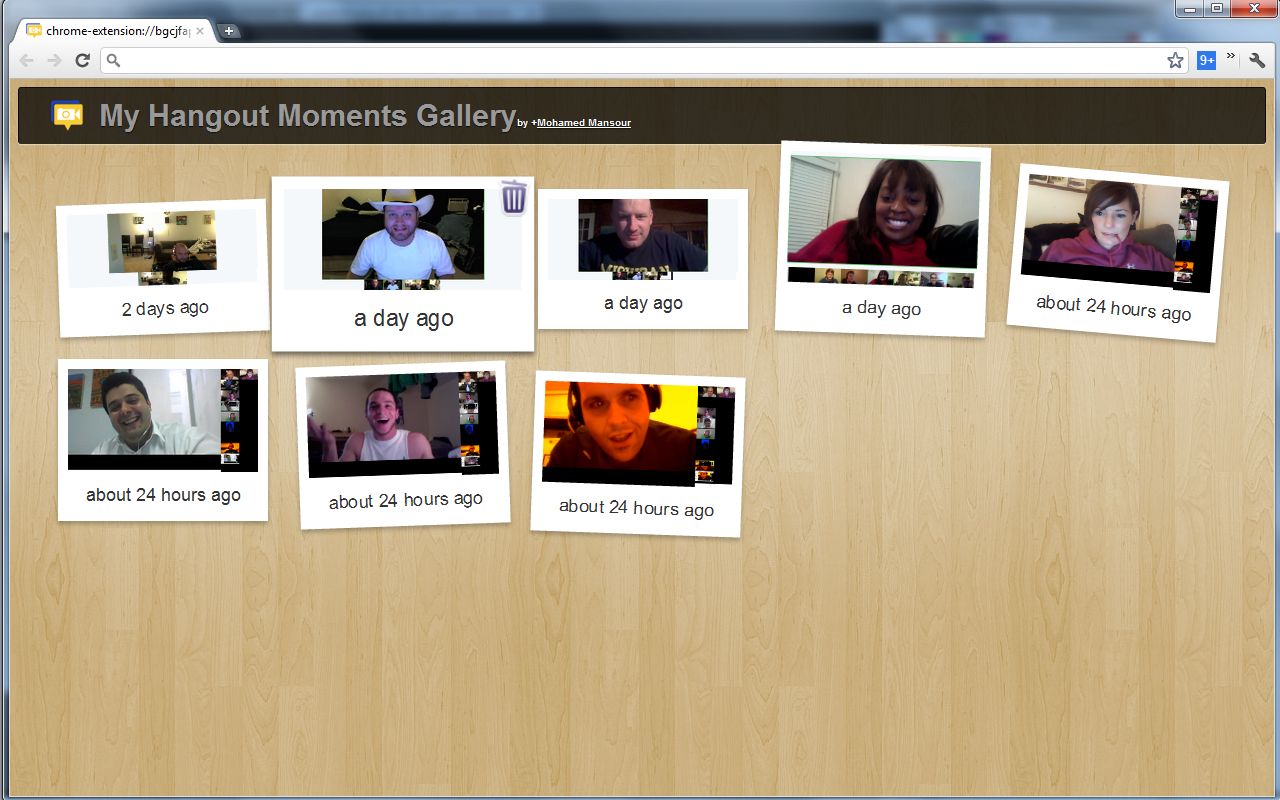 chrome-extension://bgcjfa
9+
»
My Hangout Moments Gallery by +Mohamed Mansour
2 days ago
a day ago
a day ago
a day ago
about 24 hours ago
about 24 hours ago
about 24 hours ago
about 24 hours ago